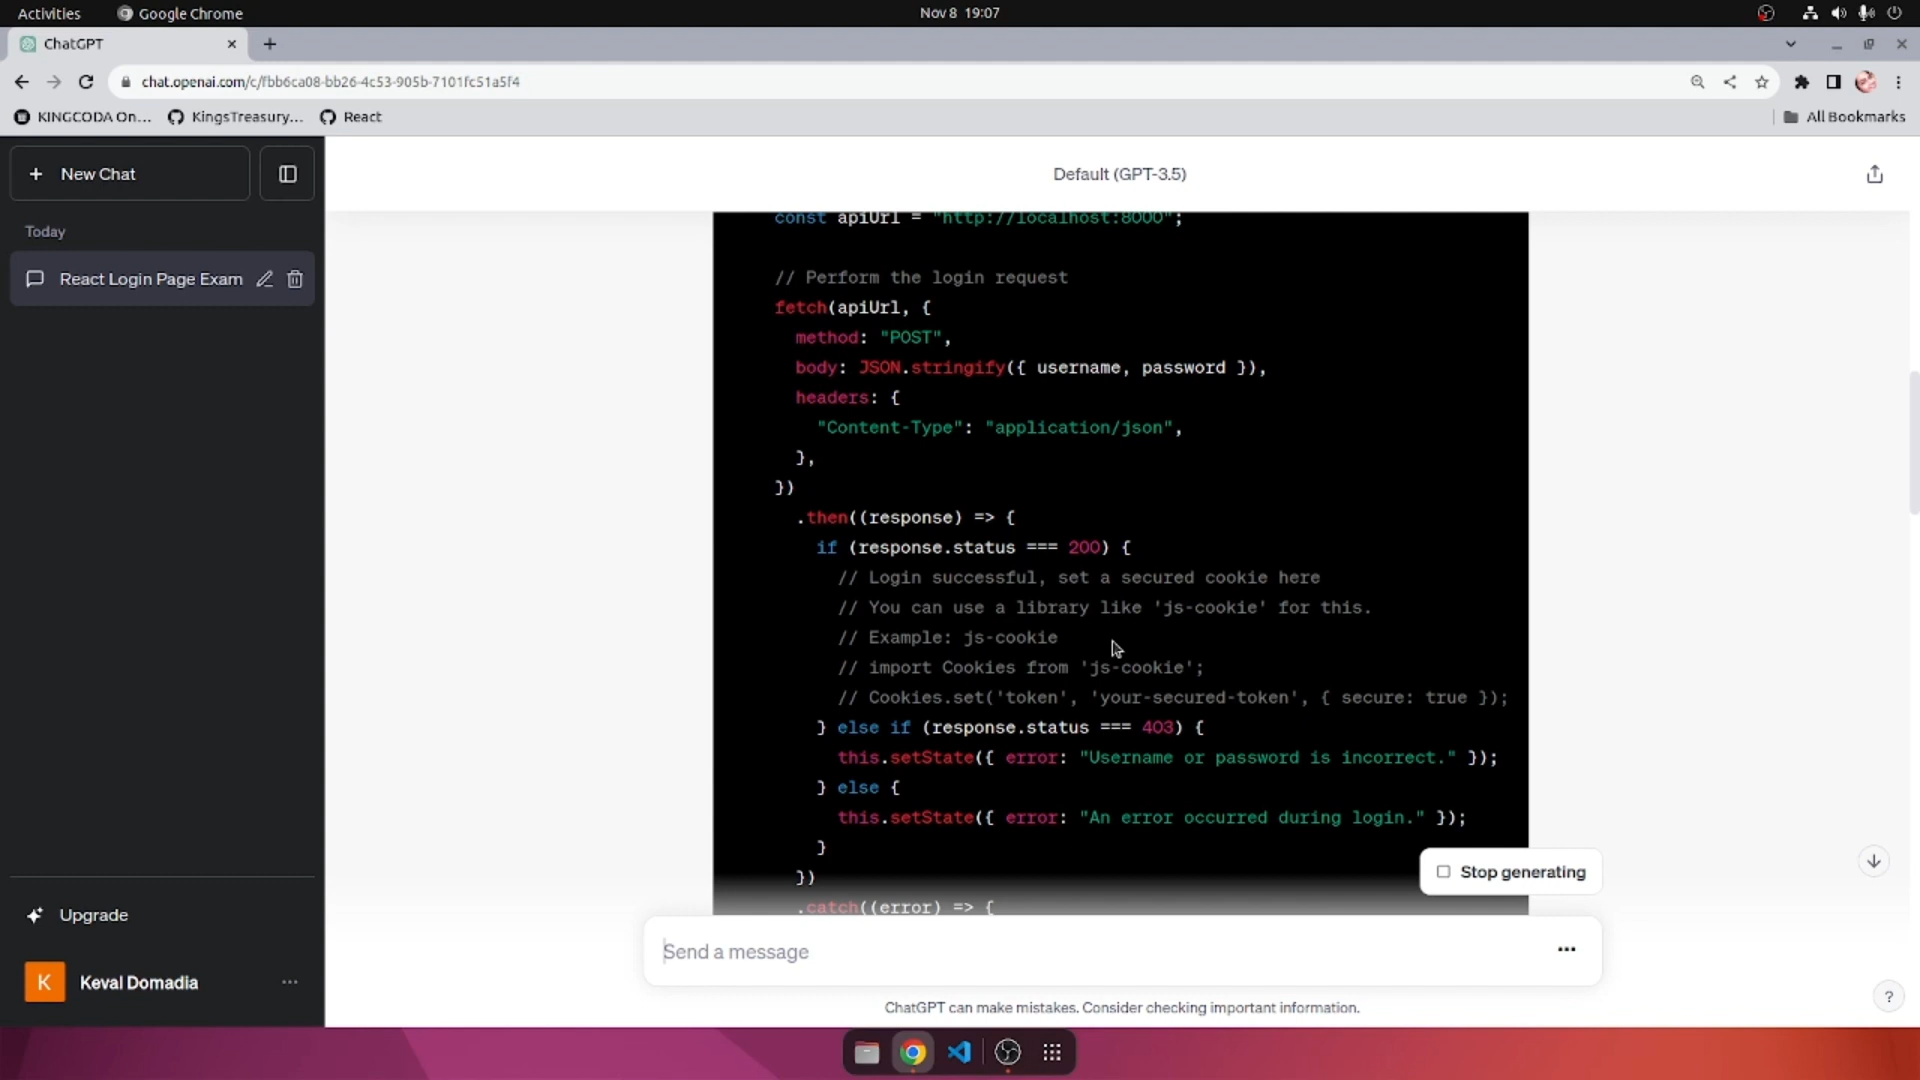 Activities
Google Chrome
Nov 8 19:07
ChatGPT
chat.openai.com/c/fbb6ca08-bb26-4c53-905b-7101fc51a5f4
KINGCODA On...
KingsTreasury...
React
All Bookmarks
New Chat
Default (GPT-3.5)
Today
React Login Page Exam
const apiUrl = "http://localhost:8000";
// Perform the login request
fetch(apiUrl, {
method: "POST",
body: JSON.stringify({ username, password }),
headers: {
"Content-Type": "application/json",
},
})
.then((response) => {
if (response.status === 200) {
// Login successful, set a secured cookie here
// You can use a library like 'js-cookie' for this.
// Example: js-cookie
// import Cookies from 'js-cookie';
// Cookies.set('token', 'your-secured-token', { secure: true });
} else if (response.status === 403) {
this.setState({ error: "Username or password is incorrect." });
} else {
this.setState({ error: "An error occurred during login." });
}
})
.catch((error) => {
Stop generating
Upgrade
Send a message
K
Keval Domadia
ChatGPT can make mistakes. Consider checking important information.
?